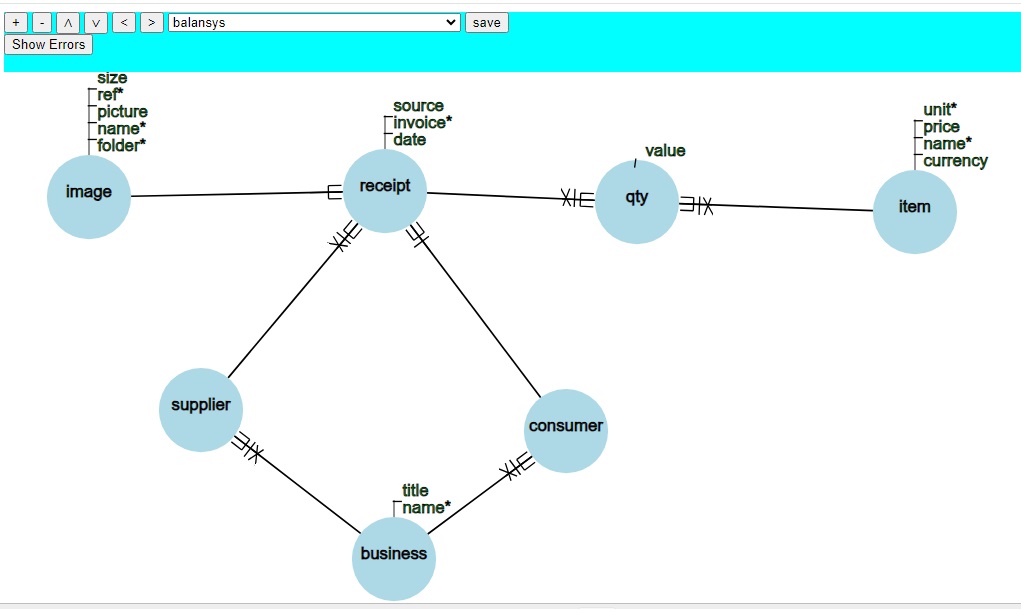 + - ᐱ ᐯ < > balansys save
Show Errors
size
ref*
picture
name*
folder*
image
source
invoice*
date
receipt
value
qty
unit*
price
name*
currency
item
supplier
consumer
title
name*
business